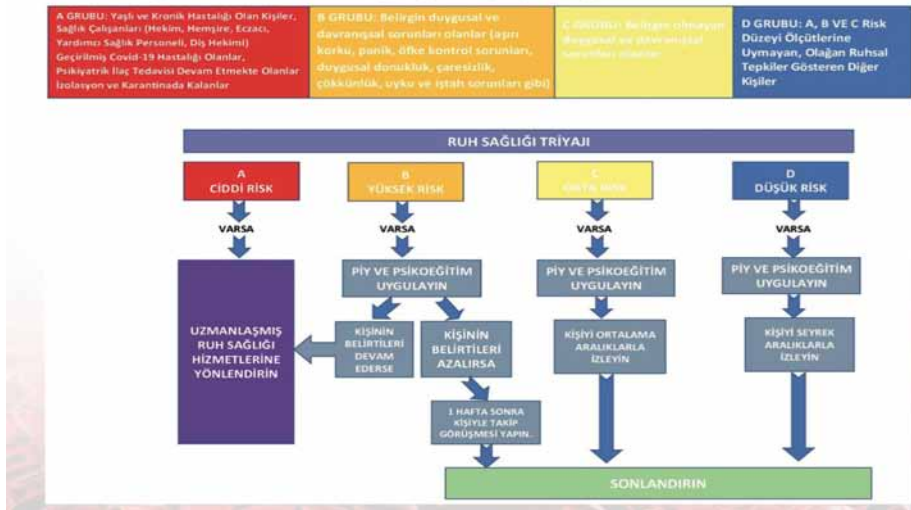 A GRUBU: Yaşlı ve Kronik Hastalığı Olan Kişiler,
Sağlık Çalışanları (Hekim, Hemşire, Eczacı,
Yardımcı Sağlık Personeli, Diş Hekimi)
Geçirilmiş Covid-19 Hastalığı Olanlar,
Psikiyatrik İlaç Tedavisi Devam Etmekte Olanlar
İzolasyon ve Karantinada Kalanlar
B GRUBU: Belirgin duygusal ve
davranışsal sorunları olanlar (aşırı
korku, panik, öfke kontrol sorunları,
duygusal donukluk, çaresizlik,
çökkünlük, uyku ve iştah sorunları gibi)
C GRUBU: Belirgin olmayan
duygusal ve davranışsal
sorunları olanlar
D GRUBU: A, B VE C Risk
Düzeyi Ölçütlerine
Uymayan, Olağan Ruhsal
Tepkiler Gösteren Diğer
Kişiler
RUH SAĞLIĞI TRİYAJI
A
CİDDİ RİSK
B
YÜKSEK RİSK
C
ORTA RİSK
D
DÜŞÜK RİSK
VARSA
VARSA
VARSA
VARSA
UZMANLAŞMIŞ
RUH SAĞLIĞI
HİZMETLERİNE
YÖNLENDİRİN
PİY VE PSİKOEĞİTİM
UYGULAYIN
PİY VE PSİKOEĞİTİM
UYGULAYIN
PİY VE PSİKOEĞİTİM
UYGULAYIN
KİŞİNİN
BELİRTİLERİ
DEVAM
EDERSE
KİŞİNİN
BELİRTİLERİ
AZALIRSA
KİŞİYİ ORTALAMA
ARALIKLARLA
İZLEYİN
KİŞİYİ SEYREK
ARALIKLARLA
İZLEYİN
1 HAFTA SONRA
KİŞİYLE TAKİP
GÖRÜŞMESİ YAPIN..
SONLANDIRIN